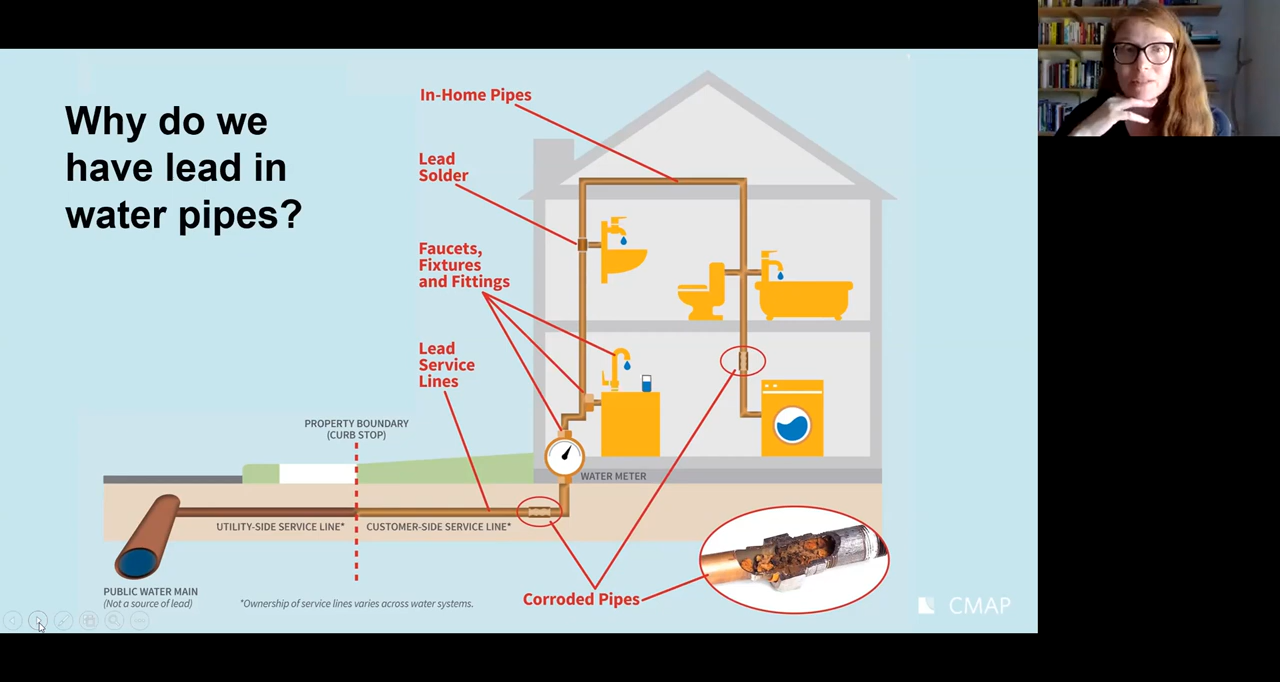 Why do we
have lead in
water pipes?
In-Home Pipes
Lead
Solder
Faucets,
Fixtures
and Fittings
Lead
Service
Lines
PROPERTY BOUNDARY
(CURB STOP)
WATER METER
UTILITY-SIDE SERVICE LINE*
CUSTOMER-SIDE SERVICE LINE*
PUBLIC WATER MAIN
(Not a source of lead)
*Ownership of service lines varies across water systems.
Corroded Pipes
CMAP